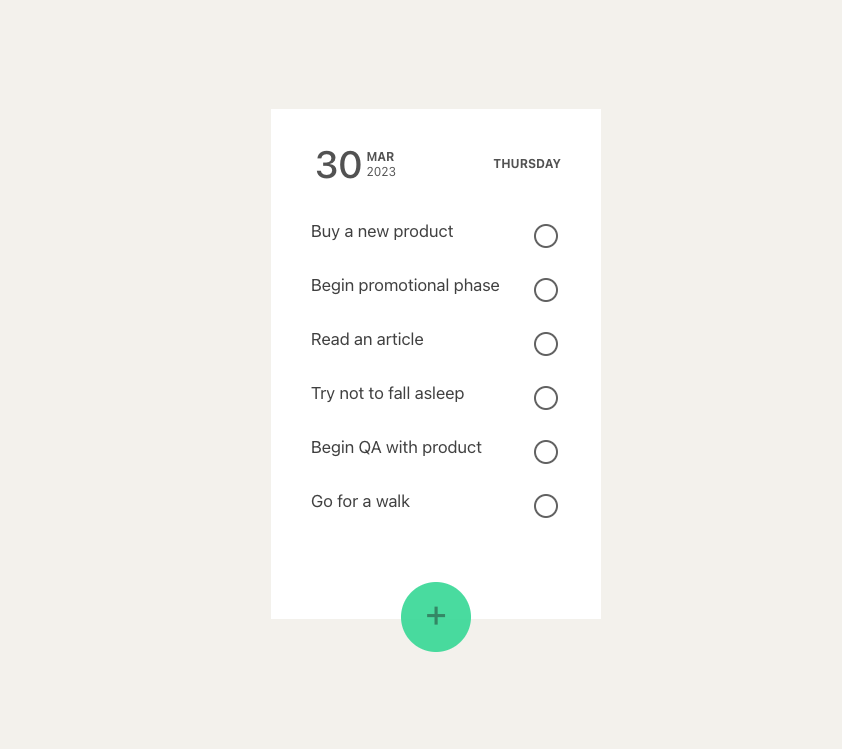 30 MAR
2023
THURSDAY
Buy a new product
Begin promotional phase
Read an article
Try not to fall asleep
Begin QA with product
Go for a walk
+